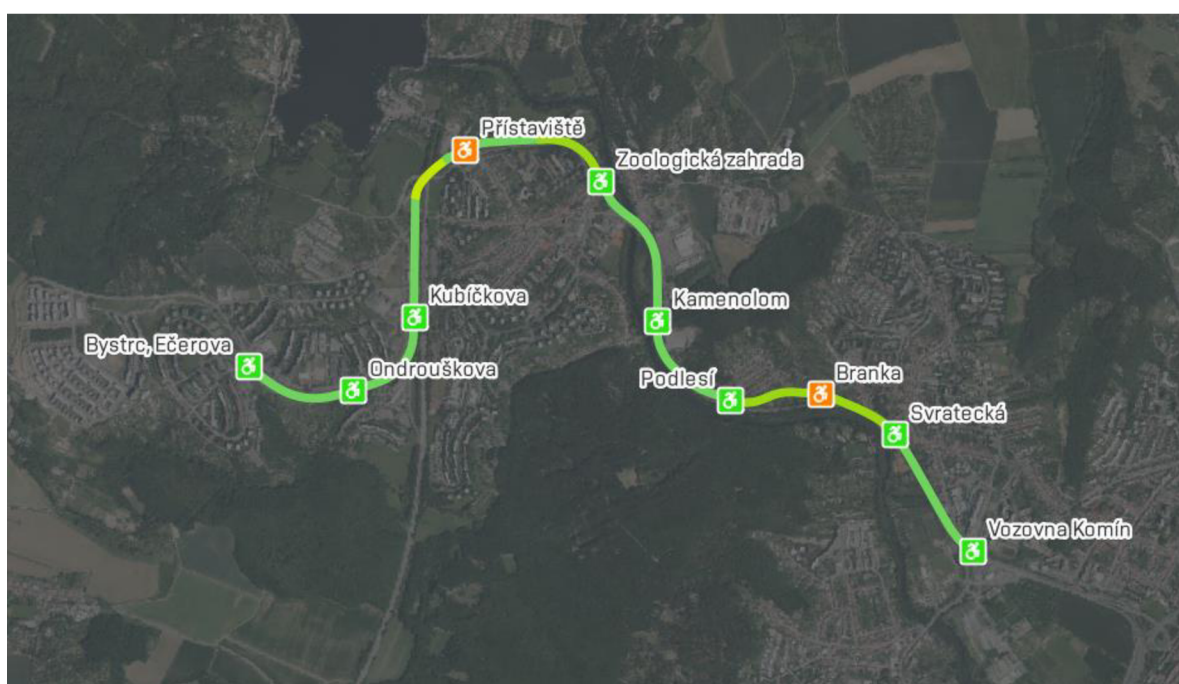 Přístaviště
Zoologická zahrada
Kubíčkova
Kamenolom
Bystrc, Ečerova
Ondrouškova
Podlesí
Branka
Svratecká
Vozovna Komín